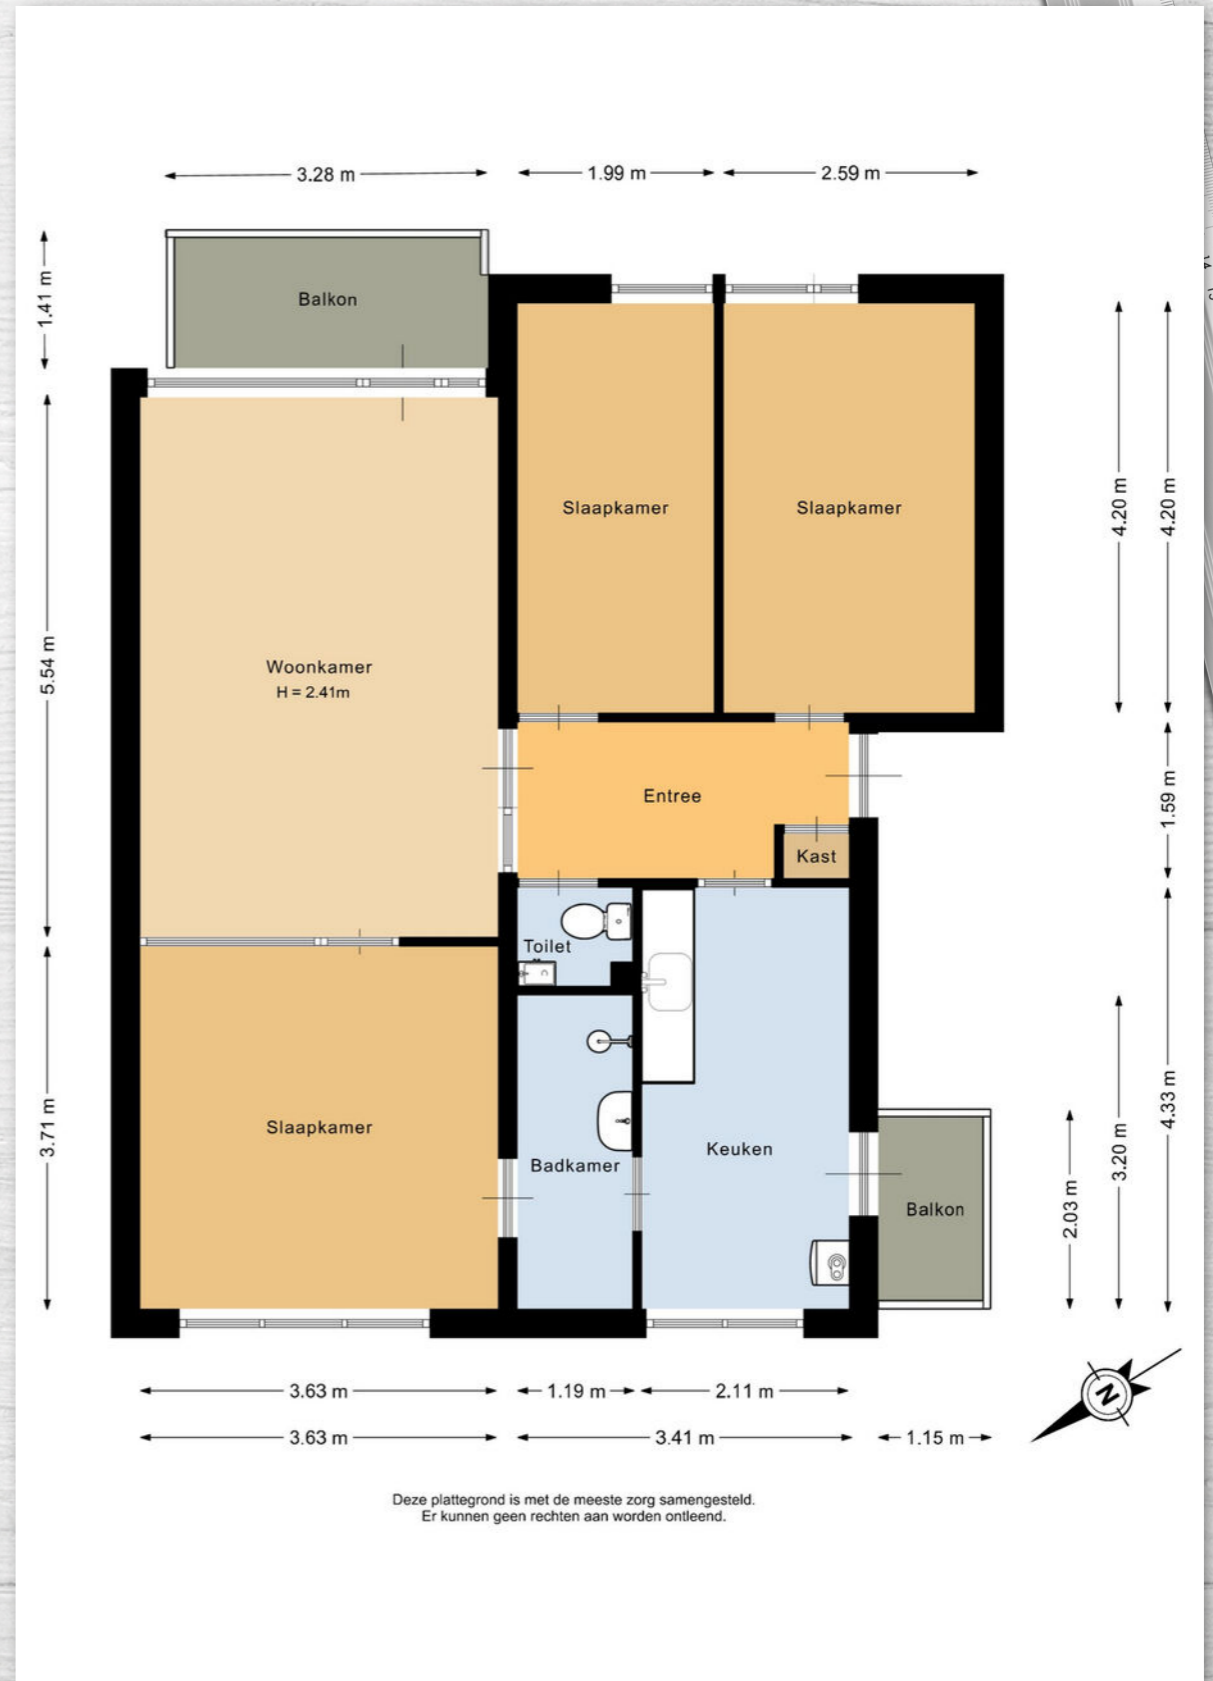 3.28 m
1.99 m
2.59 m
1.41 m
Balkon
4.20 m
4.20 m
Slaapkamer
Slaapkamer
5.54 m
Woonkamer
H = 2.41m
Entree
1.59 m
Kast
Toilet
3.71 m
Slaapkamer
Badkamer
Keuken
Balkon
2.03 m
3.20 m
4.33 m
3.63 m
1.19 m
2.11 m
3.63 m
3.41 m
1.15 m
N
Deze plattegrond is met de meeste zorg samengesteld.
Er kunnen geen rechten aan worden ontleend.